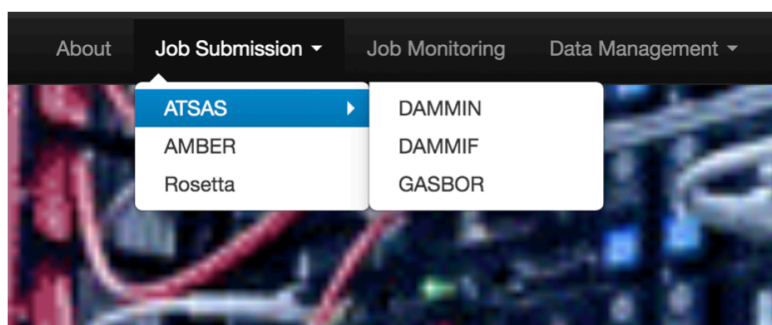 About Job Submission Job Monitoring Data Management
ATSAS DAMMIN
AMBER DAMMIF
Rosetta GASBOR